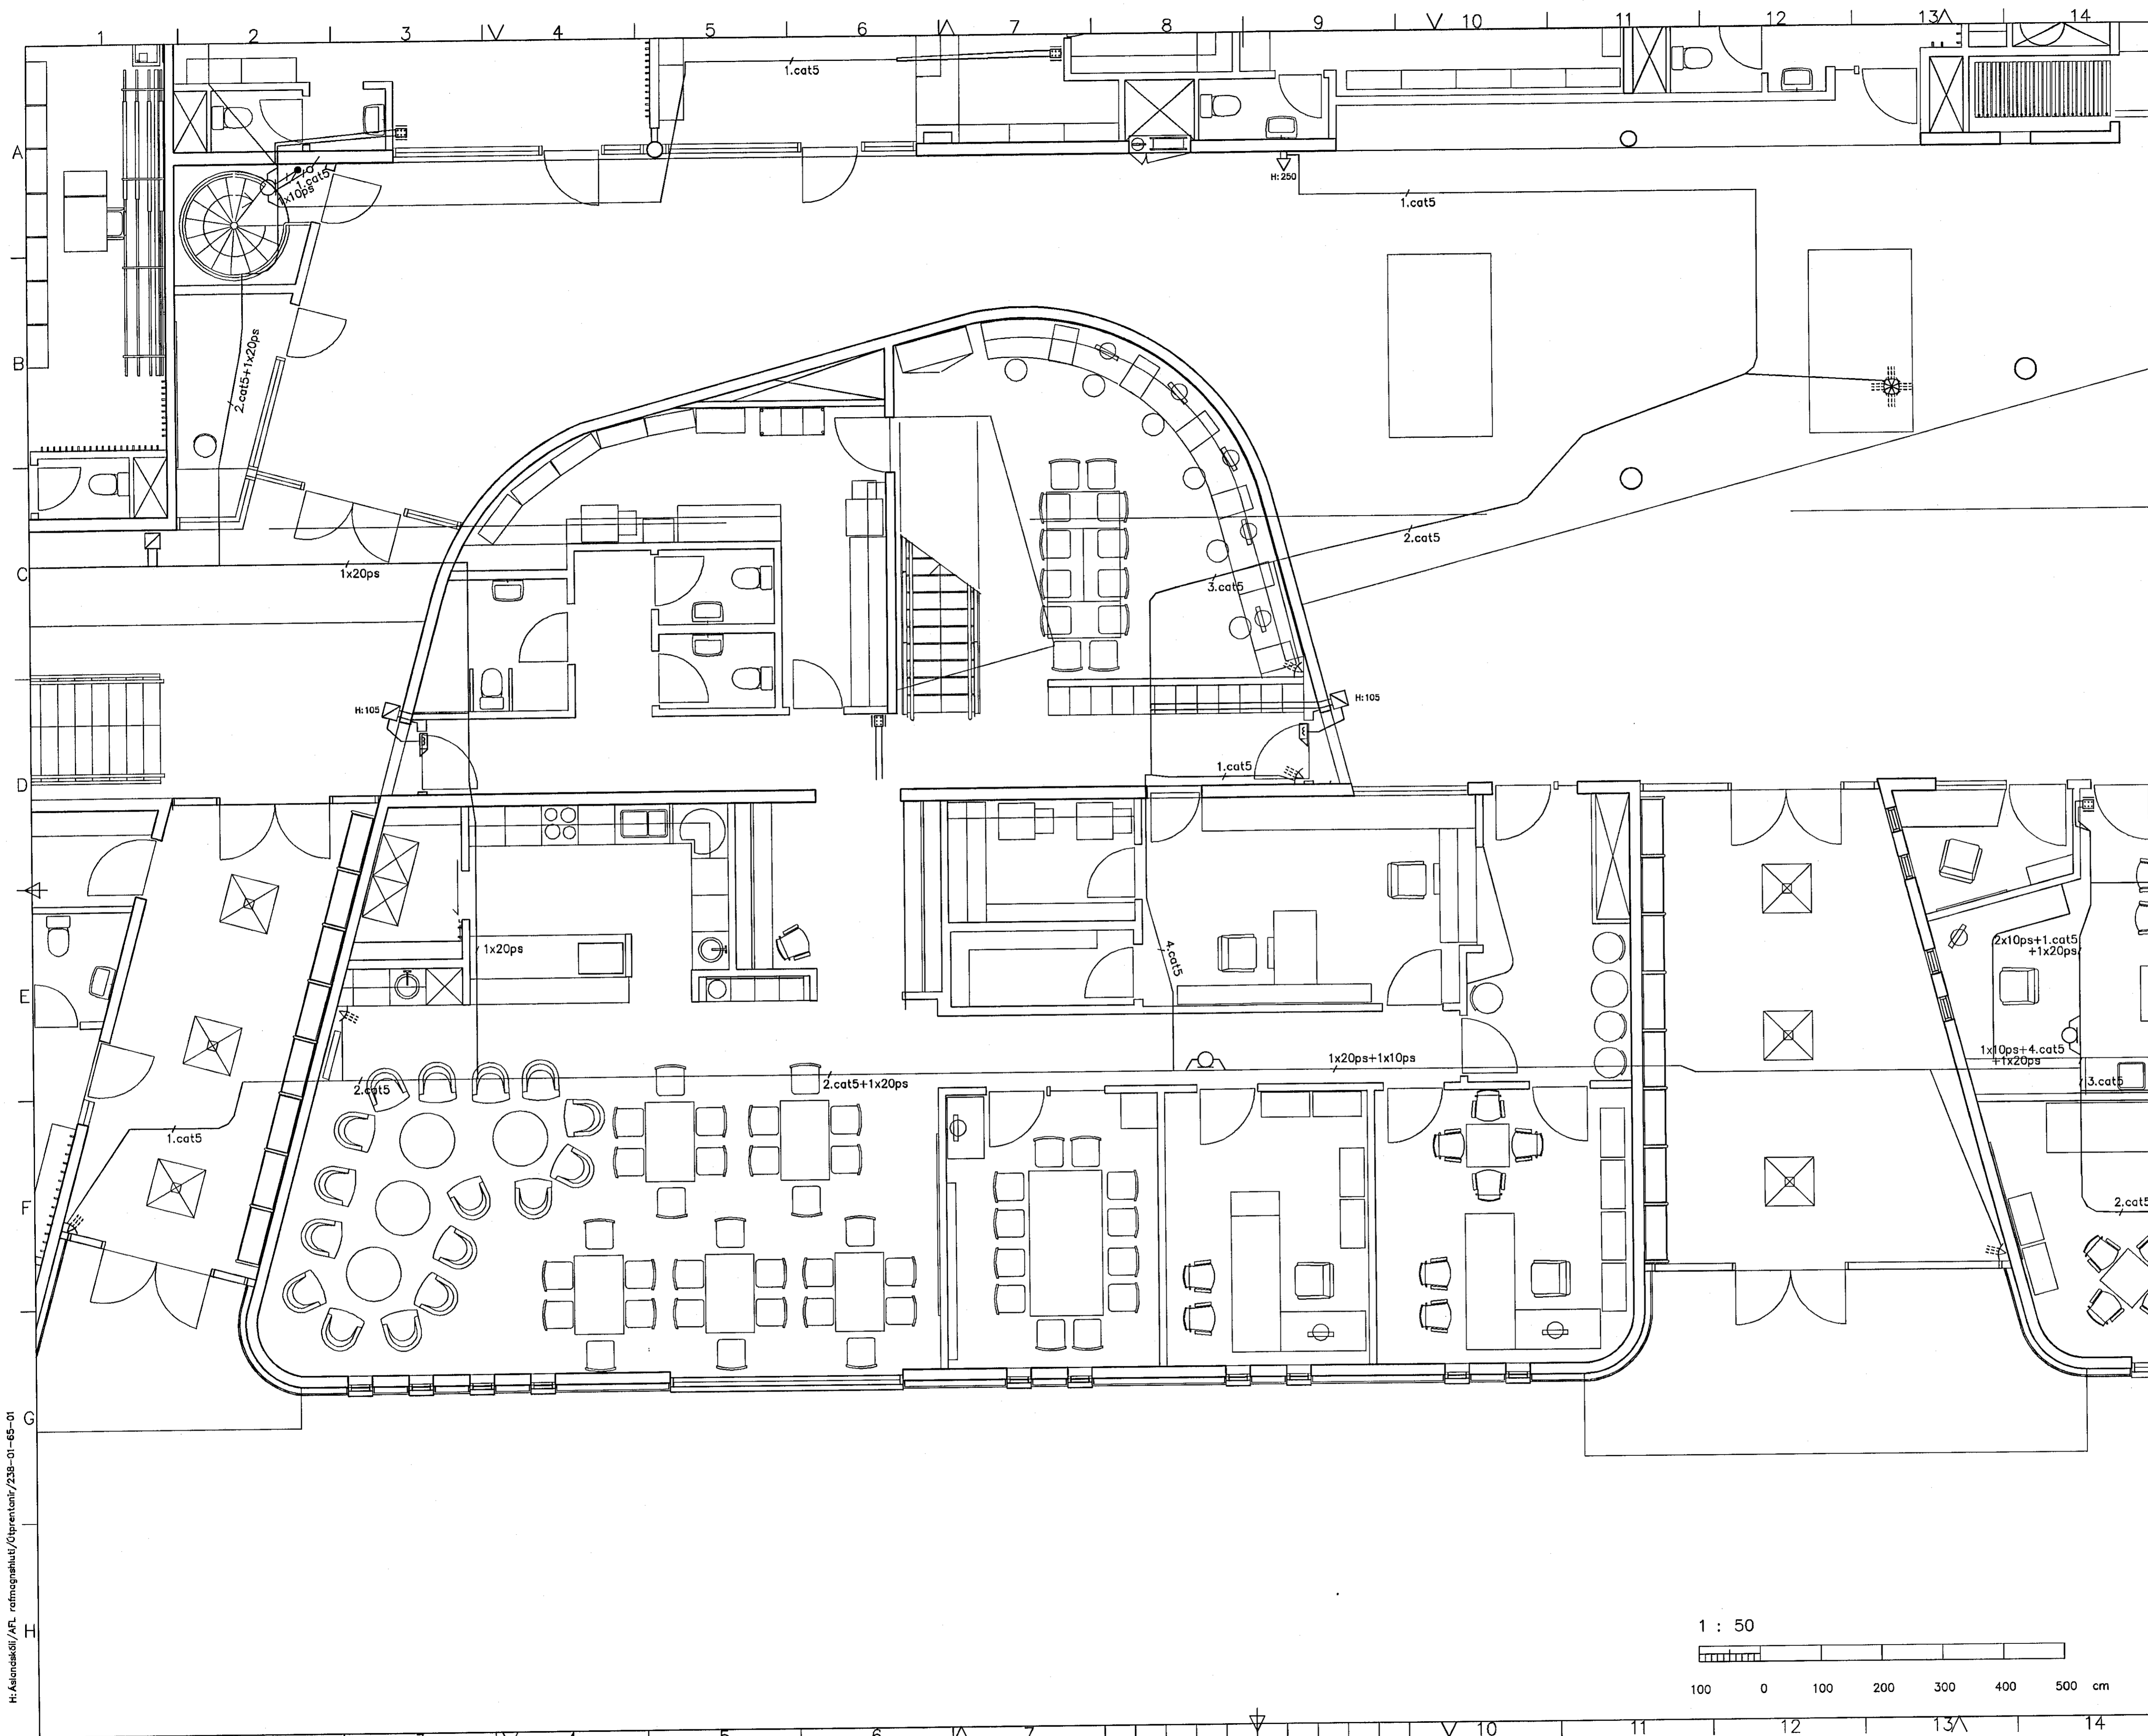 1 2 3 4 5 6 7 8 9 10 11 12 13 14
A
B
C
D
E
F
G
H
1.cat5
1.cat5
1x10ps
H:250
1.cat5
2.cat5+1x20ps
2.cat5
1x20ps
3.cat5
H:105
H:105
1.cat5
1x20ps
4.cat5
2x10ps+1.cat5
+1x20ps
1x20ps+1x10ps
1x10ps+4.cat5
+1x20ps
2.cat5
2.cat5+1x20ps
3.cat5
1.cat5
2.cat5
H:Áslandskóli/AFL rafmagnshluti/Útprentanir/238-01-65-01
1 : 50
100 0 100 200 300 400 500 cm
10 11 12 13 14